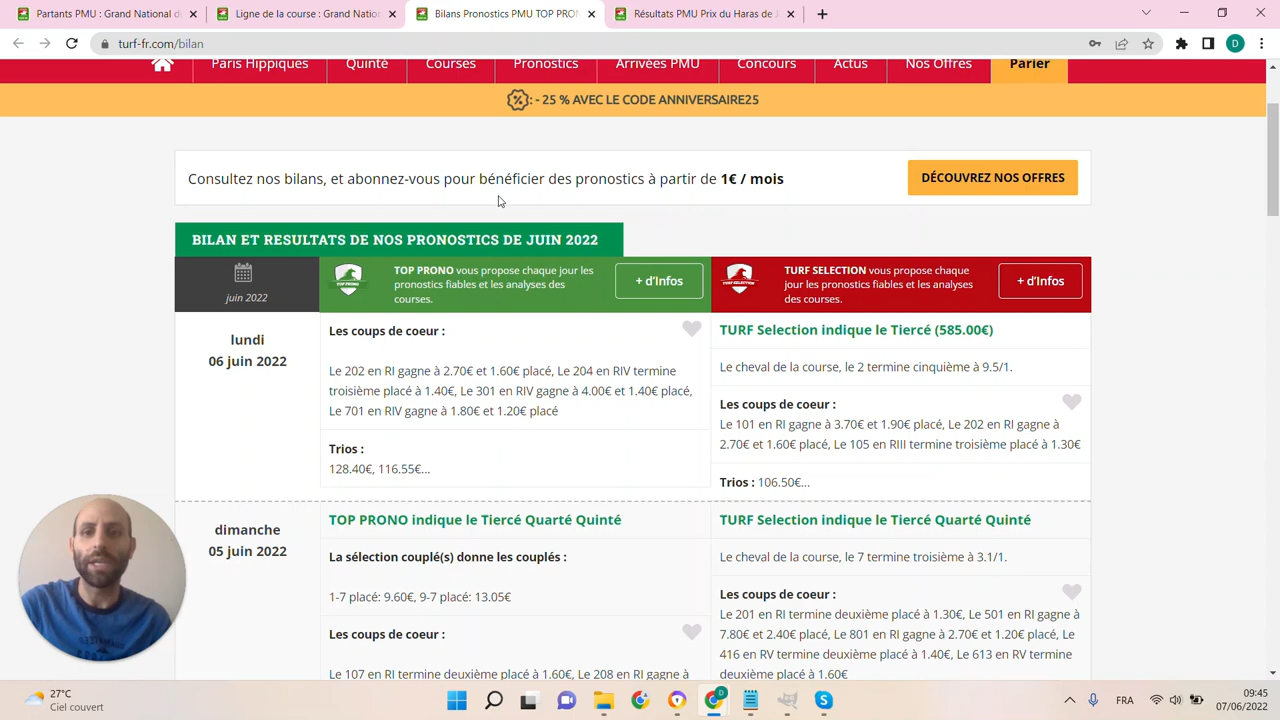 Partants PMU : Grand National d
Ligne de la course : Grand Natio
Bilans Pronostics PMU TOP PRON
Résultats PMU Prix du Haras de
turf-fr.com/bilan
D
Paris Hippiques
Quinté
Courses
Pronostics
Arrivées PMU
Concours
Actus
Nos Offres
Parier
: - 25 % AVEC LE CODE ANNIVERSAIRE25
Consultez nos bilans, et abonnez-vous pour bénéficier des pronostics à partir de 1€ / mois
DÉCOUVREZ NOS OFFRES
BILAN ET RESULTATS DE NOS PRONOSTICS DE JUIN 2022
juin 2022
TOP PRONO
TOP PRONO vous propose chaque jour les
pronostics fiables et les analyses des
courses.
+ d'Infos
TURF SELECTION
TURF SELECTION vous propose chaque
jour les pronostics fiables et les analyses
des courses.
+ d'Infos
lundi
06 juin 2022
Les coups de coeur :
Le 202 en RI gagne à 2.70€ et 1.60€ placé, Le 204 en RIV termine
troisième placé à 1.40€, Le 301 en RIV gagne à 4.00€ et 1.40€ placé,
Le 701 en RIV gagne à 1.80€ et 1.20€ placé
Trios :
128.40€, 116.55€...
TURF Selection indique le Tiercé (585.00€)
Le cheval de la course, le 2 termine cinquième à 9.5/1.
Les coups de coeur :
Le 101 en RI gagne à 3.70€ et 1.90€ placé, Le 202 en RI gagne à
2.70€ et 1.60€ placé, Le 105 en RIII termine troisième placé à 1.30€
Trios : 106.50€...
dimanche
05 juin 2022
TOP PRONO indique le Tiercé Quarté Quinté
La sélection couplé(s) donne les couplés :
1-7 placé: 9.60€, 9-7 placé: 13.05€
Les coups de coeur :
Le 107 en RI termine deuxième placé à 1.60€, Le 208 en RI gagne à
TURF Selection indique le Tiercé Quarté Quinté
Le cheval de la course, le 7 termine troisième à 3.1/1.
Les coups de coeur :
Le 201 en RI termine deuxième placé à 1.30€, Le 501 en RI gagne à
7.80€ et 2.40€ placé, Le 801 en RI gagne à 2.70€ et 1.20€ placé, Le
416 en RV termine deuxième placé à 1.40€, Le 613 en RV termine
deuxième placé à 1.60€
27°C
Ciel couvert
FRA
09:45
07/06/2022